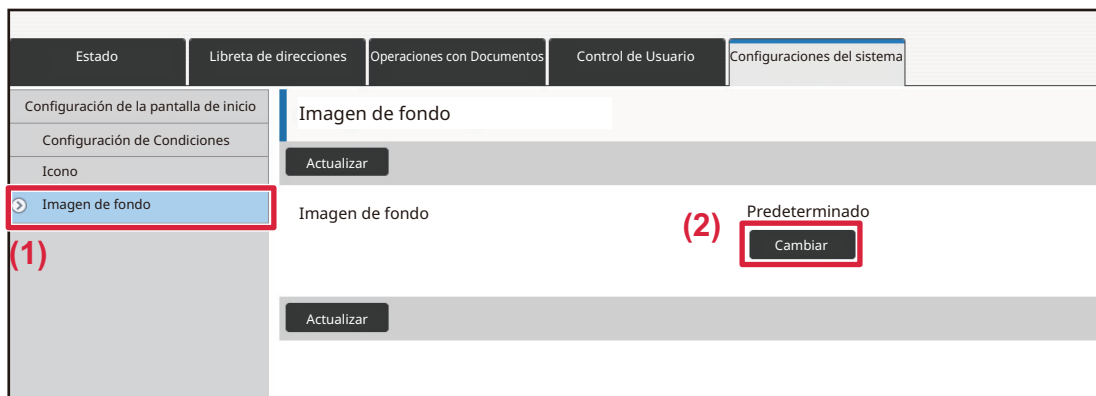 Estado
Libreta de direcciones
Operaciones con Documentos
Control de Usuario
Configuraciones del sistema
Configuración de la pantalla de inicio
Configuración de Condiciones
Icono
Imagen de fondo
(1)
Imagen de fondo
Actualizar
Imagen de fondo
Predeterminado
(2)
Cambiar
Actualizar